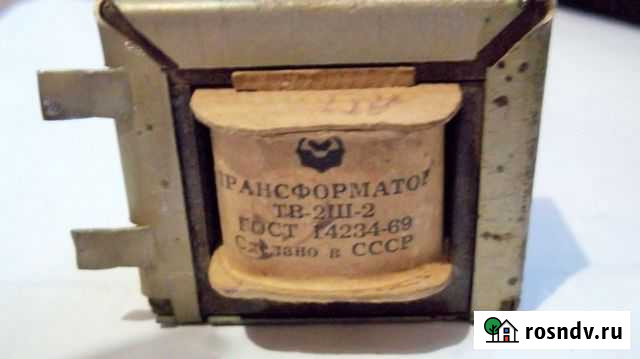 ТРАНСФОРМАТОР
ТВ-2Ш-2
ГОСТ 14234-69
Сделано в СССР
rosndv.ru